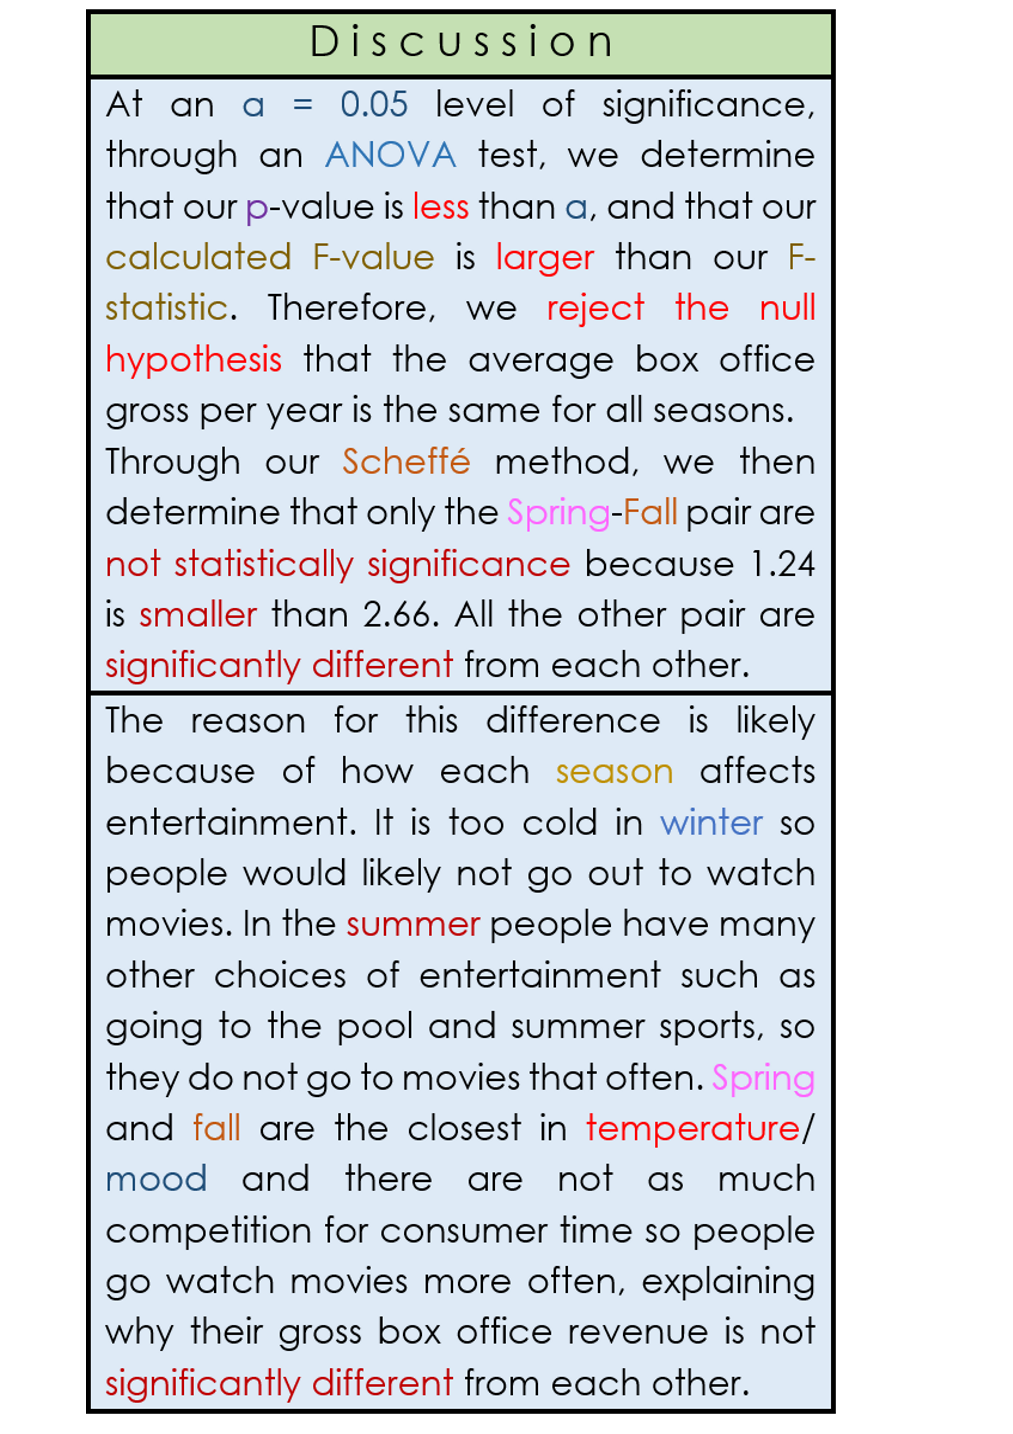 Discussion
At an a = 0.05 level of significance,
through an ANOVA test, we determine
that our p-value is less than a, and that our
calculated F-value is larger than our F-
statistic. Therefore, we reject the null
hypothesis that the average box office
gross per year is the same for all seasons.
Through our Scheffé method, we then
determine that only the Spring-Fall pair are
not statistically significance because 1.24
is smaller than 2.66. All the other pair are
significantly different from each other.
The reason for this difference is likely
because of how each season affects
entertainment. It is too cold in winter so
people would likely not go out to watch
movies. In the summer people have many
other choices of entertainment such as
going to the pool and summer sports, so
they do not go to movies that often. Spring
and fall are the closest in temperature/
mood and there are not as much
competition for consumer time so people
go watch movies more often, explaining
why their gross box office revenue is not
significantly different from each other.